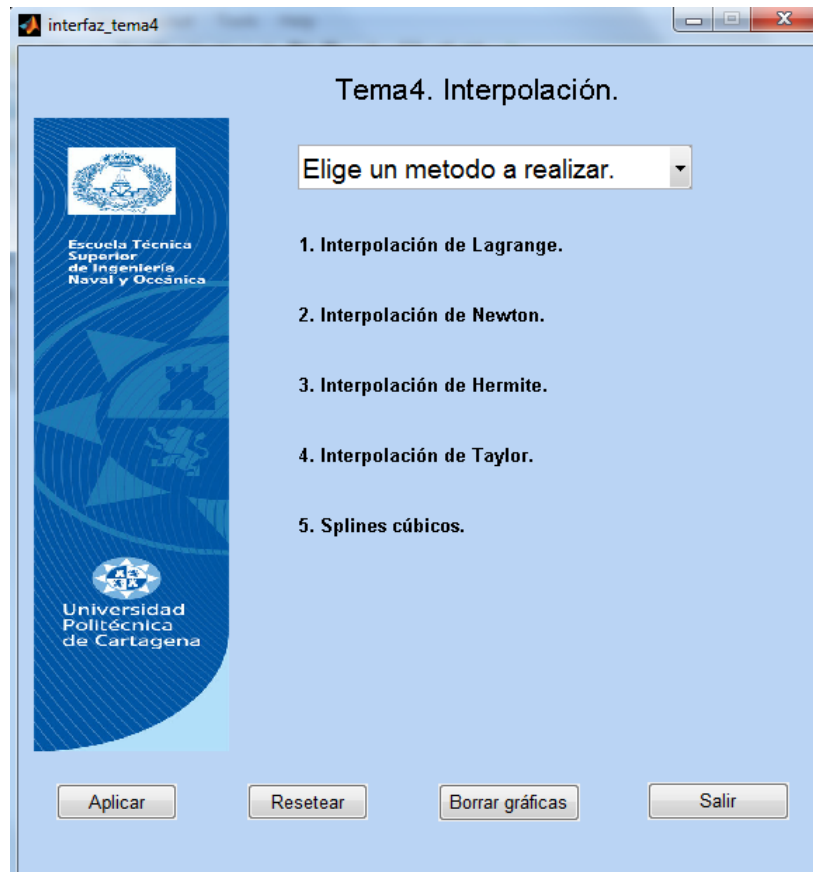 interfaz_tema4
Tema4. Interpolación.
Elige un metodo a realizar.
Escuela Técnica
Superior
de Ingeniería
Naval y Oceánica
1. Interpolación de Lagrange.
2. Interpolación de Newton.
3. Interpolación de Hermite.
4. Interpolación de Taylor.
5. Splines cúbicos.
Universidad
Politécnica
de Cartagena
Aplicar
Resetear
Borrar gráficas
Salir